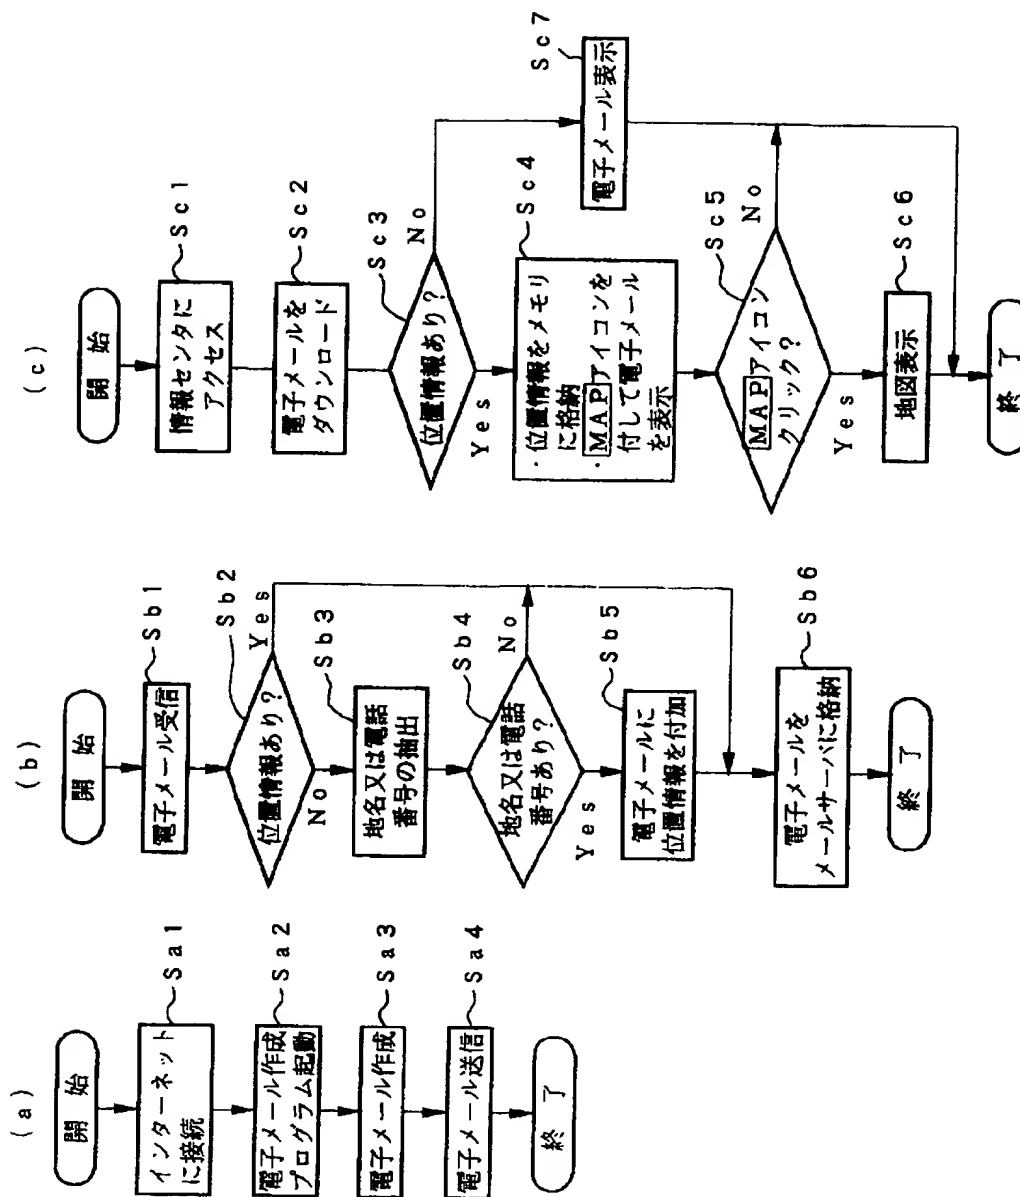 (a)
開 始
インターネット
に接続
Sa1
電子メール作成
プログラム起動
Sa2
電子メール作成
Sa3
電子メール送信
Sa4
終 了
(b)
開 始
電子メール受信
Sb1
位置情報あり?
Sb2
Yes
No
地名又は電話
番号の抽出
Sb3
地名又は電話
番号あり?
Sb4
No
Yes
電子メールに
位置情報を付加
Sb5
電子メールを
メールサーバに格納
Sb6
終 了
(c)
開 始
情報センタに
アクセス
Sc1
電子メールを
ダウンロード
Sc2
位置情報あり?
Sc3
No
Yes
・位置情報をメモリ
に格納
・MAPアイコンを
付して電子メール
を表示
Sc4
電子メール表示
Sc7
MAPアイコン
クリック?
Sc5
No
Yes
地図表示
Sc6
終 了